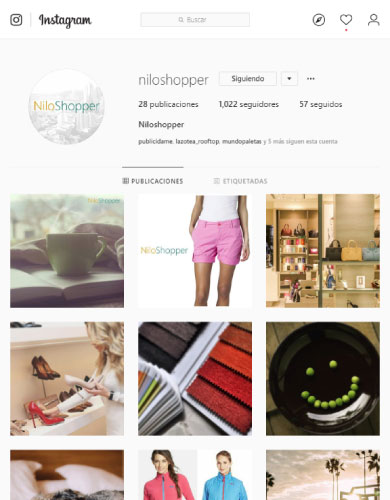 Instagram
Buscar
niloshopper
Siguiendo
28 publicaciones 1,022 seguidores 57 seguidos
NiloShopper
Niloshopper
publicidame, lazotea_rooftop, mundopaletas y 5 más siguen esta cuenta
PUBLICACIONES ETIQUETADAS
NiloShopper
NiloShopper